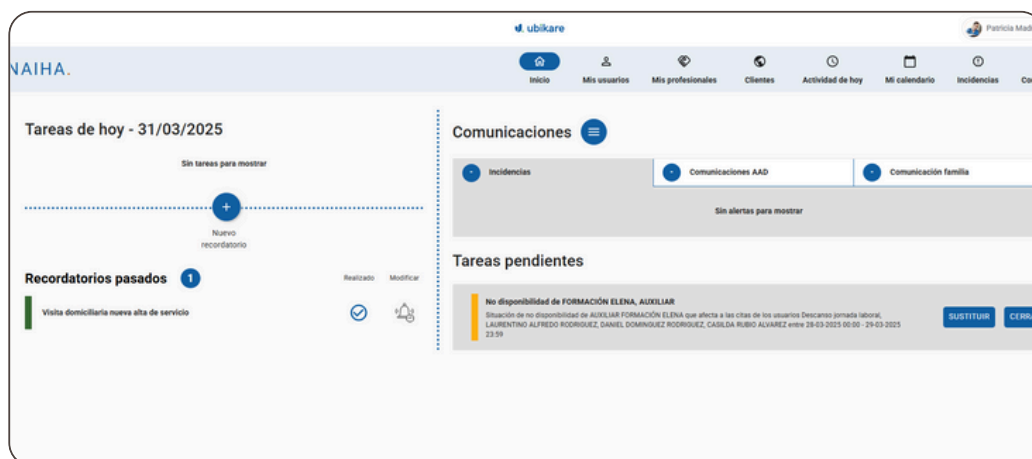 ubikare
Patricia
NAIHA.
Inicio
Mis usuarios
Mis profesionales
Clientes
Actividad de hoy
Mi calendario
Incidencias
Tareas de hoy - 31/03/2025
Sin tareas para mostrar
+
Nuevo
recordatorio
Recordatorios pasados 1
Realizado Modificar
Visita domiciliaria nueva alta de servicio
Comunicaciones
- Incidencias
- Comunicaciones AAD
- Comunicación familia
Sin alertas para mostrar
Tareas pendientes
No disponibilidad de FORMACIÓN ELENA, AUXILIAR
Situación de no disponibilidad de AUXILIAR FORMACIÓN ELENA que afecta a las citas de los usuarios Descanso jornada laboral,
LAURENTINO ALFREDO RODRIGUEZ, DANIEL DOMINGUEZ RODRIGUEZ, CASILDA RUBIO ALVAREZ entre 28-03-2025 00:00 - 29-03-2025
23:59
SUSTITUIR
CERRA